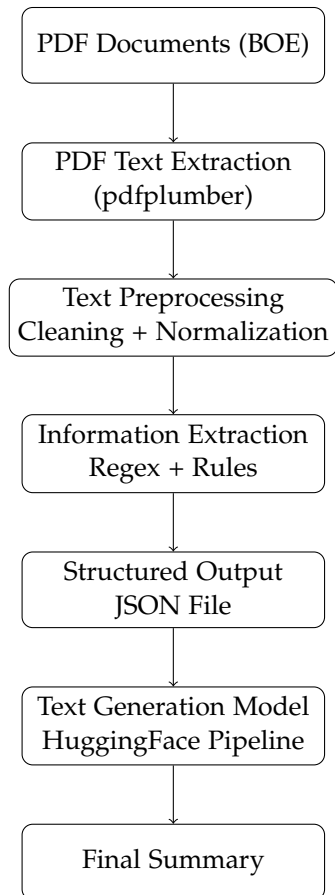 PDF Documents (BOE)
PDF Text Extraction
(pdfplumber)
Text Preprocessing
Cleaning + Normalization
Information Extraction
Regex + Rules
Structured Output
JSON File
Text Generation Model
HuggingFace Pipeline
Final Summary